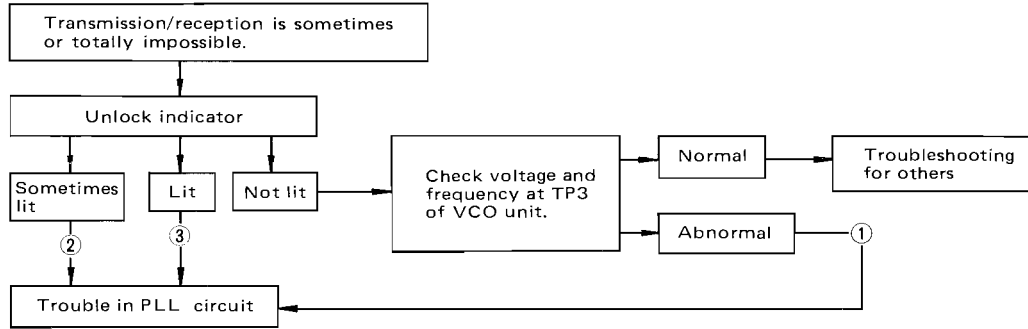 Transmission/reception is sometimes
or totally impossible.
Unlock indicator
Sometimes
lit
Lit
Not lit
Check voltage and
frequency at TP3
of VCO unit.
Normal
Troubleshooting
for others
Abnormal
②
③
①
Trouble in PLL circuit